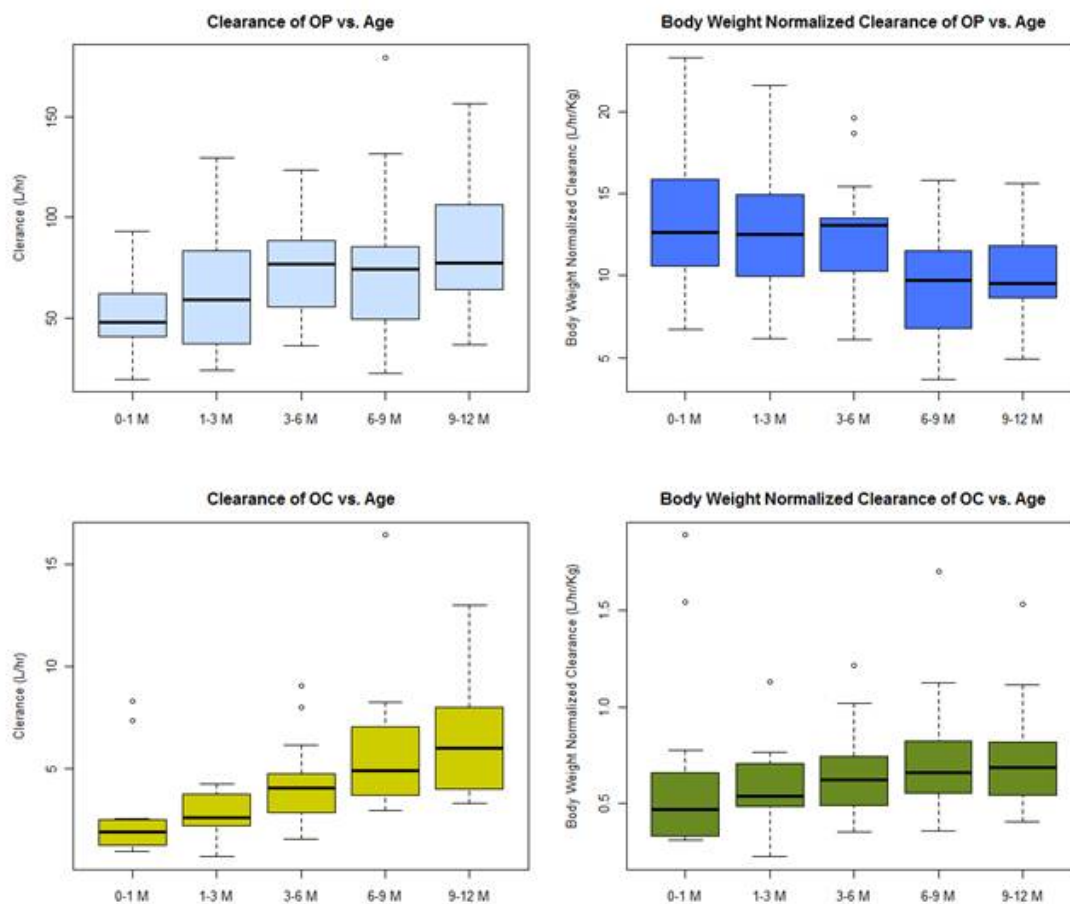 Clearance of OP vs. Age
Clerance (L/hr)
150
100
50
0-1 M 1-3 M 3-6 M 6-9 M 9-12 M
Body Weight Normalized Clearance of OP vs. Age
Body Weight Normalized Clearanc (L/hr/Kg)
20
15
10
5
0-1 M 1-3 M 3-6 M 6-9 M 9-12 M
Clearance of OC vs. Age
Clerance (L/hr)
15
10
5
0-1 M 1-3 M 3-6 M 6-9 M 9-12 M
Body Weight Normalized Clearance of OC vs. Age
Body Weight Normalized Clearance (L/hr/Kg)
1.5
1.0
0.5
0-1 M 1-3 M 3-6 M 6-9 M 9-12 M